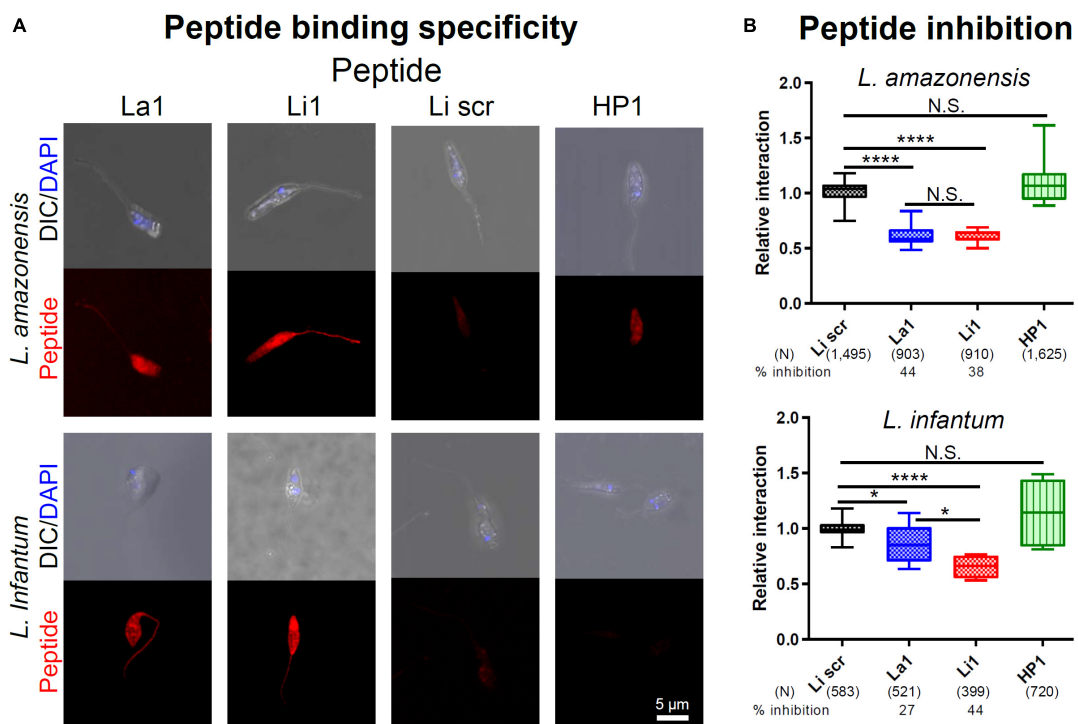 A
Peptide binding specificity
Peptide
La1 Li1 Li scr HP1
L. amazonensis
DIC/DAPI
Peptide
L. Infantum
DIC/DAPI
Peptide
5 µm
B
Peptide inhibition
L. amazonensis
N.S.
****
****
N.S.
Relative interaction
2.0
1.5
1.0
0.5
0.0
Li scr La1 Li1 HP1
(N) (1,495) (903) (910) (1,625)
% inhibition 44 38
L. infantum
N.S.
****
*
*
Relative interaction
2.0
1.5
1.0
0.5
0.0
Li scr La1 Li1 HP1
(N) (583) (521) (399) (720)
% inhibition 27 44